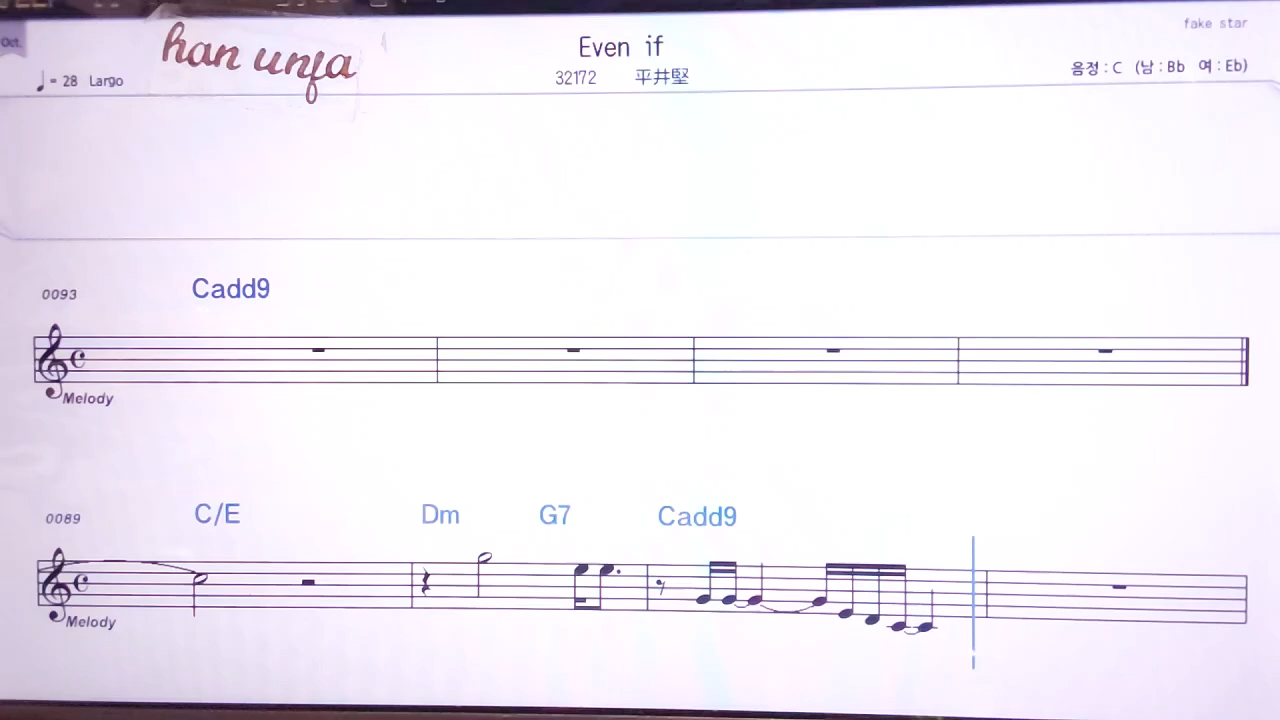 fake star
Oct.
han unfa
Even if
= 28 Largo
32172 平井堅
음정 : C (남 : Bb 여 : Eb)
0093 Cadd9
Melody
0089 C/E Dm G7 Cadd9
Melody